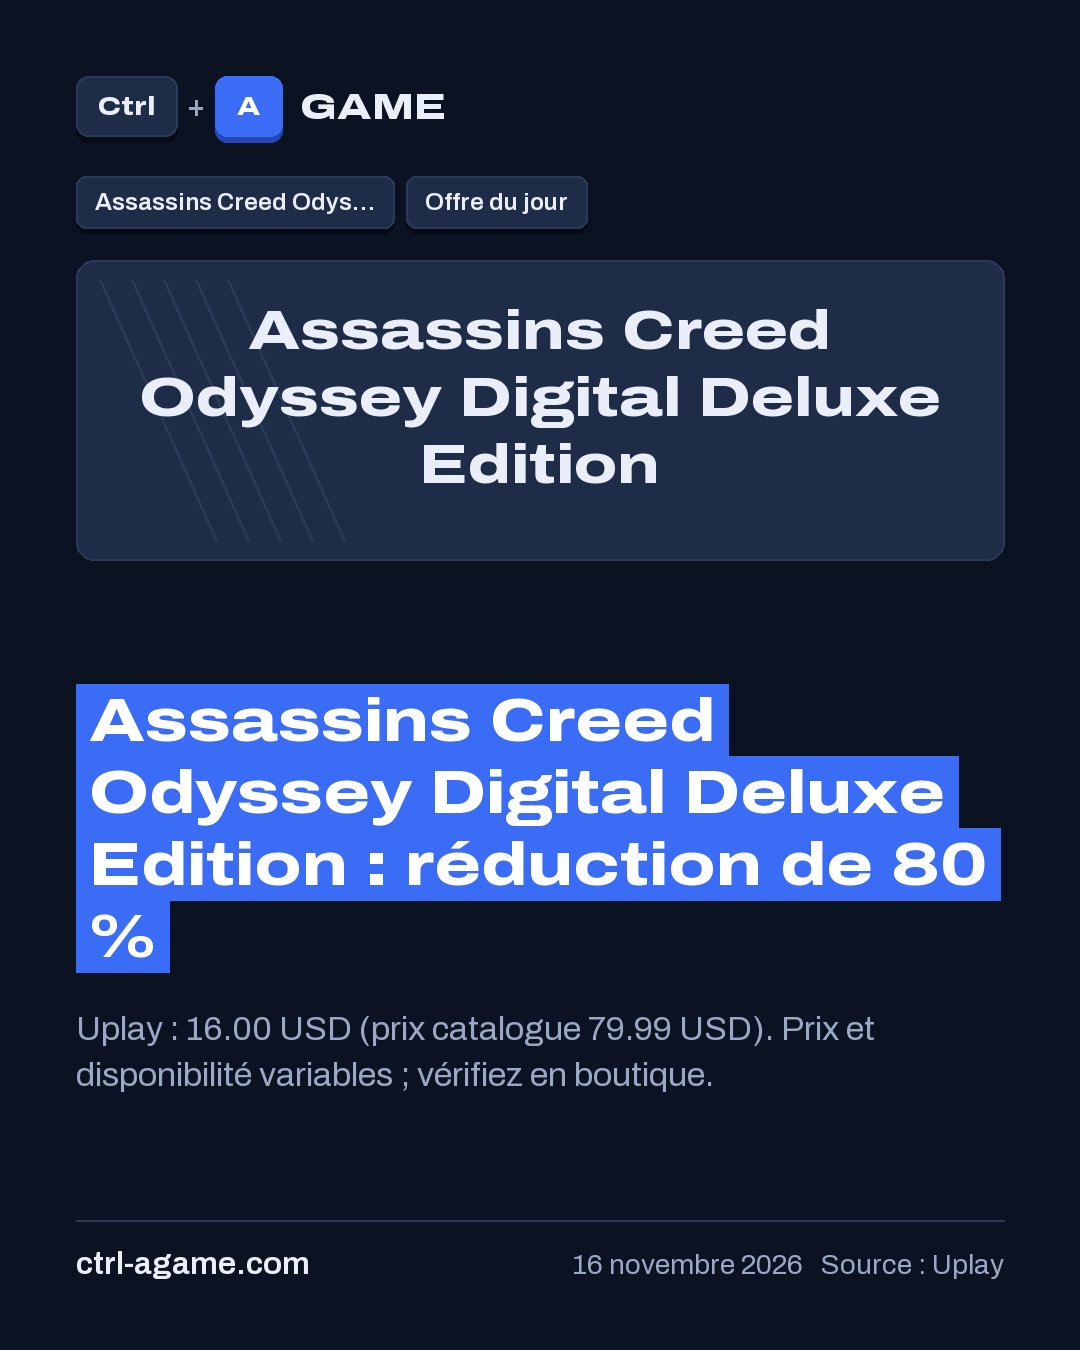 Ctrl + A GAME
Assassins Creed Odys... Offre du jour
Assassins Creed
Odyssey Digital Deluxe
Edition
Assassins Creed
Odyssey Digital Deluxe
Edition : réduction de 80
%
Uplay : 16.00 USD (prix catalogue 79.99 USD). Prix et
disponibilité variables ; vérifiez en boutique.
ctrl-agame.com 16 novembre 2026 Source : Uplay